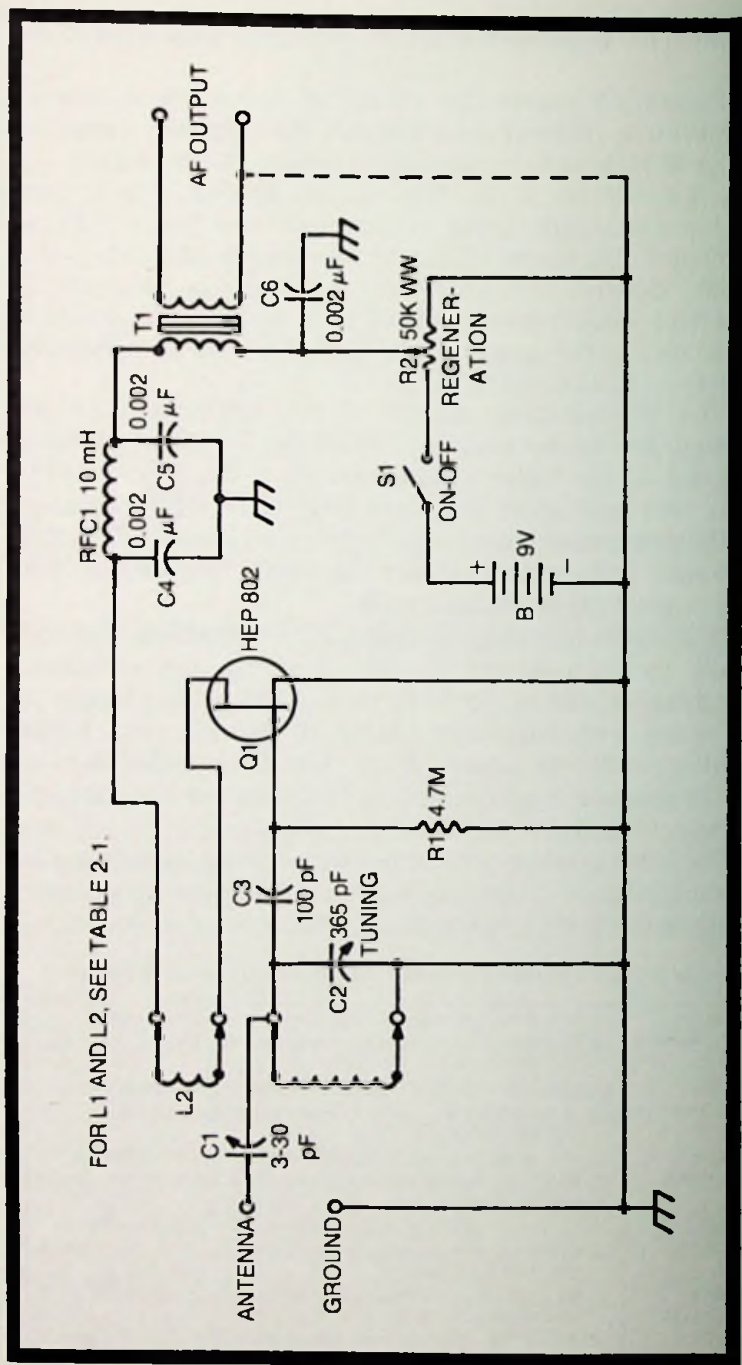 FOR L1 AND L2, SEE TABLE 2-1.
ANTENNA
GROUND
C1
3-30
pF
L2
C2
365 pF
TUNING
C3
100 pF
R1
4.7M
Q1
HEP 802
RFC1 10 mH
0.002
μF
C4
0.002
μF
C5
T1
AF OUTPUT
C6
0.002 μF
R2
50K WW
REGENER-
ATION
S1
ON-OFF
+
B
9V
−